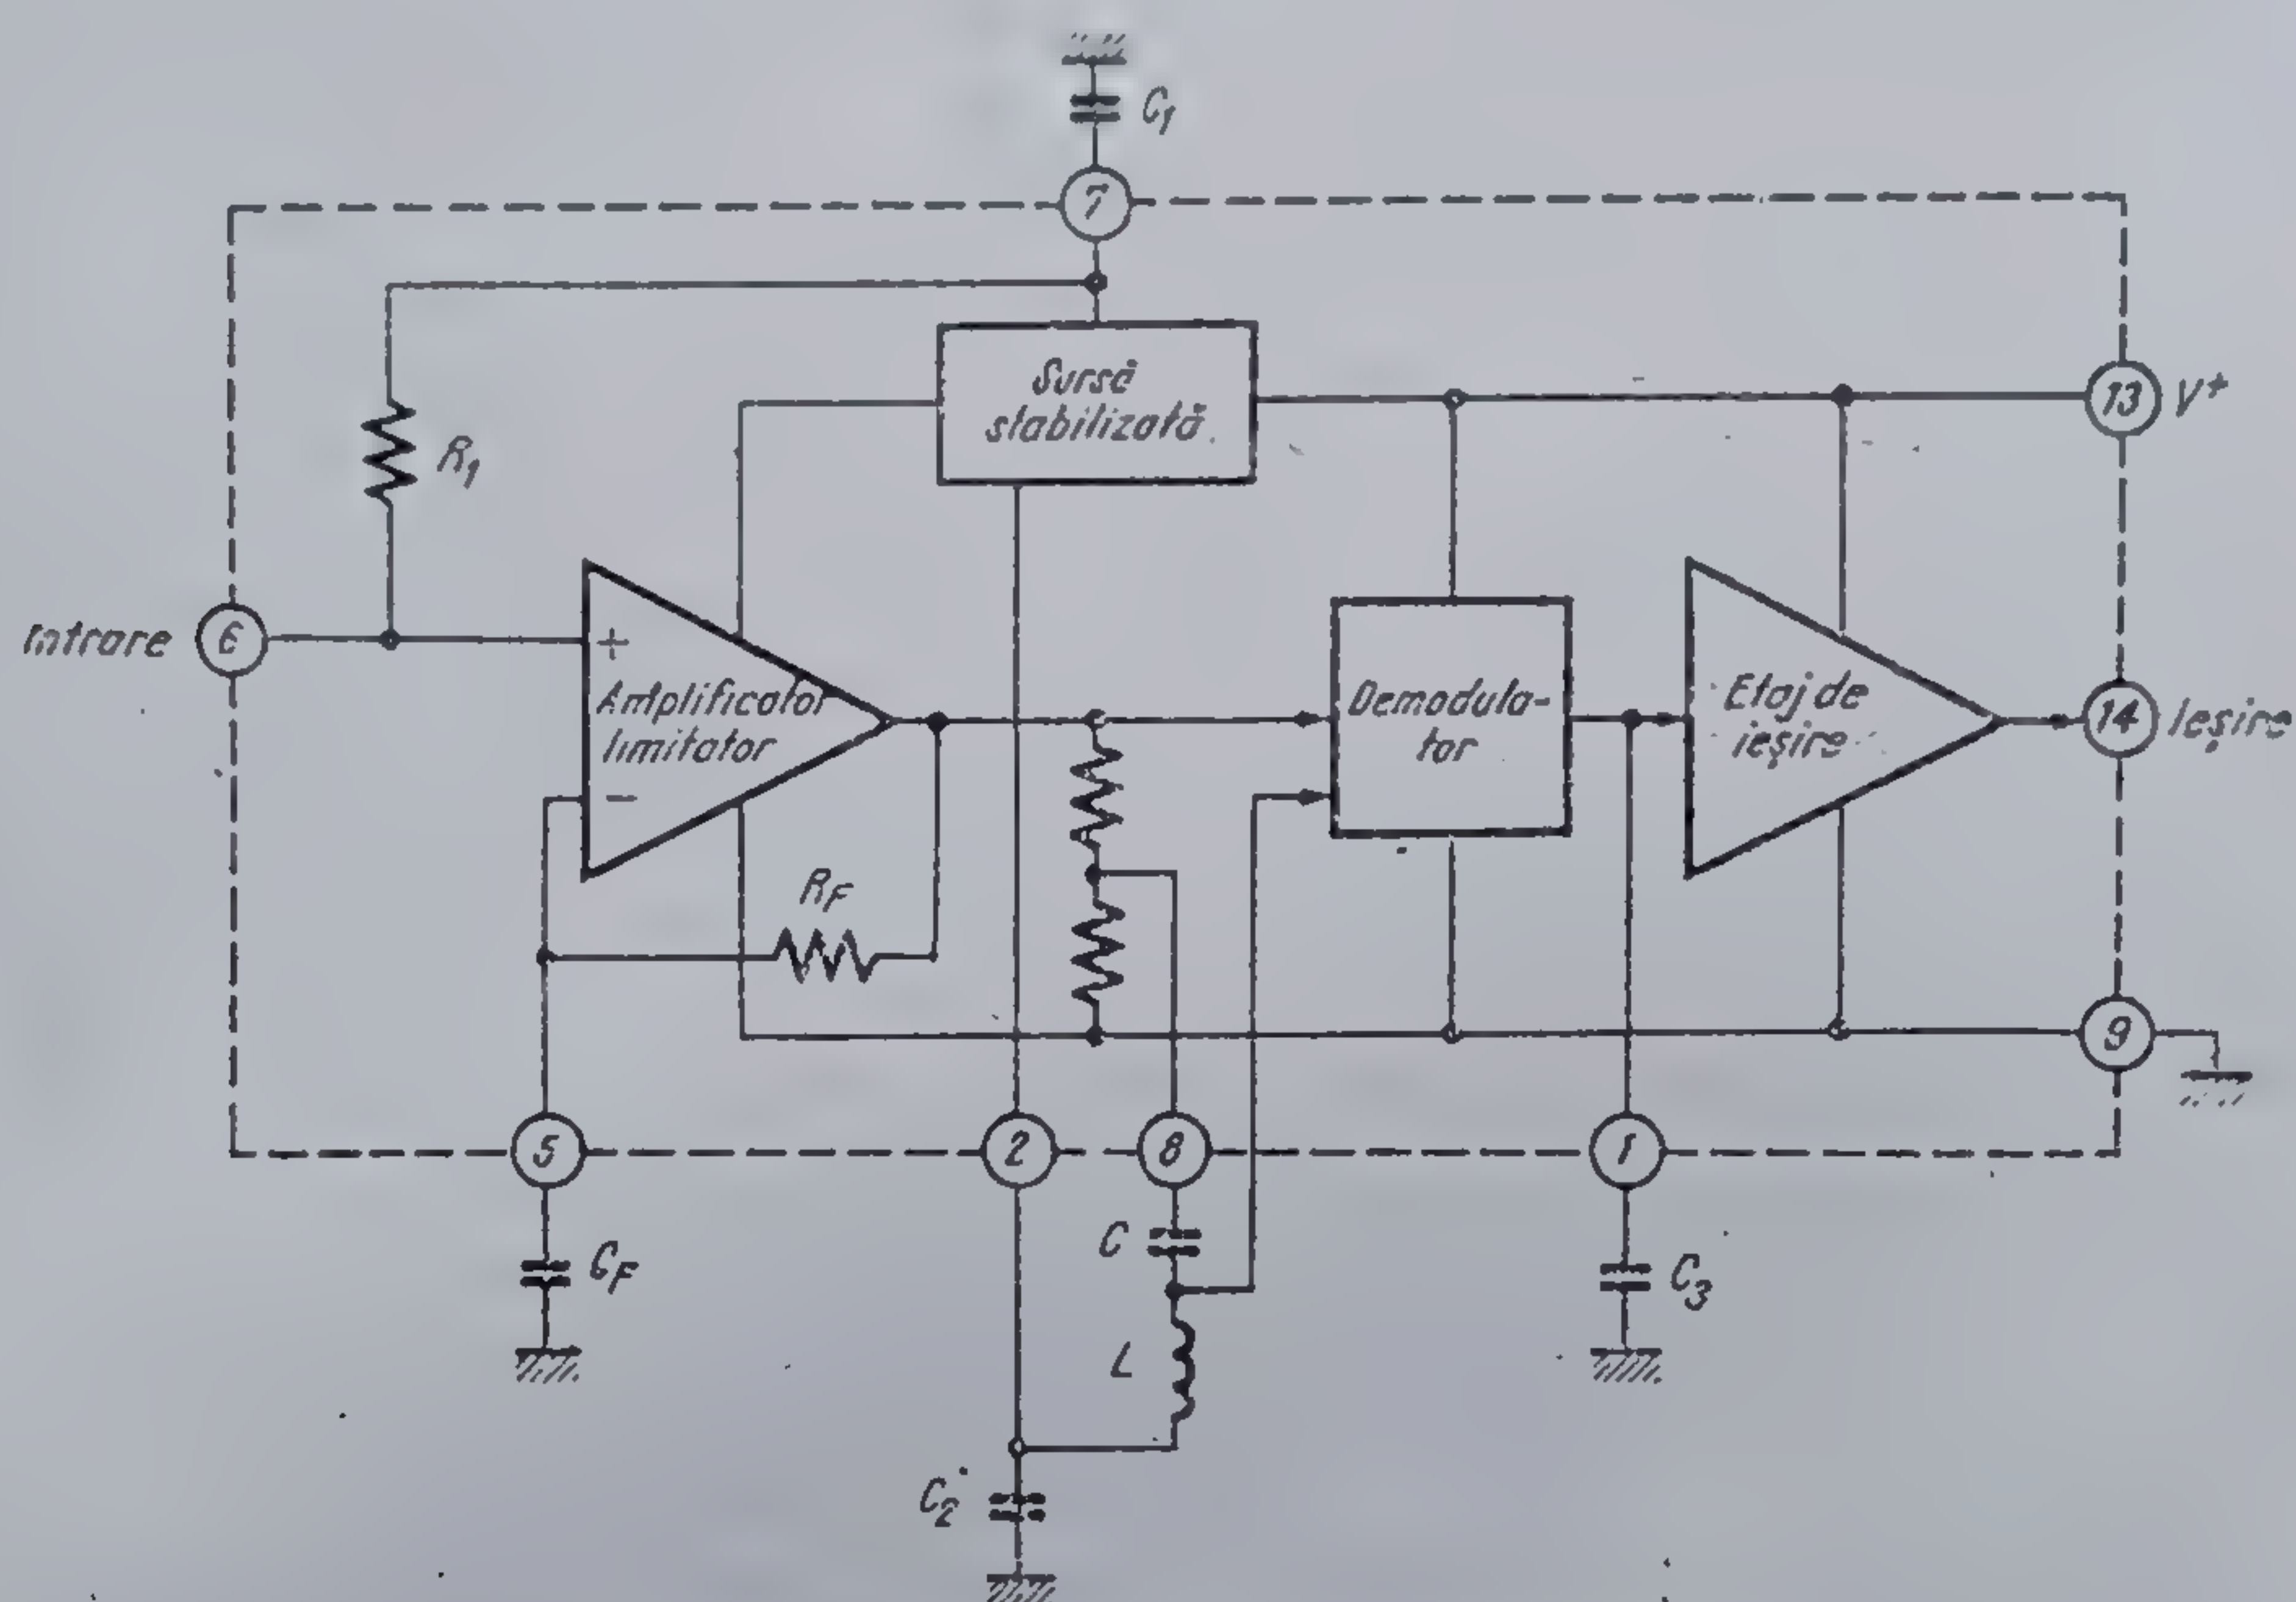 C1
7
Sursă
stabilizată
13 V+
R1
intrare 6
+
Amplificator
limitator
-
Demodula-
tor
Etaj de
ieşire
14 Ieşire
RF
9
5
2
8
1
CF
C
C3
L
C2